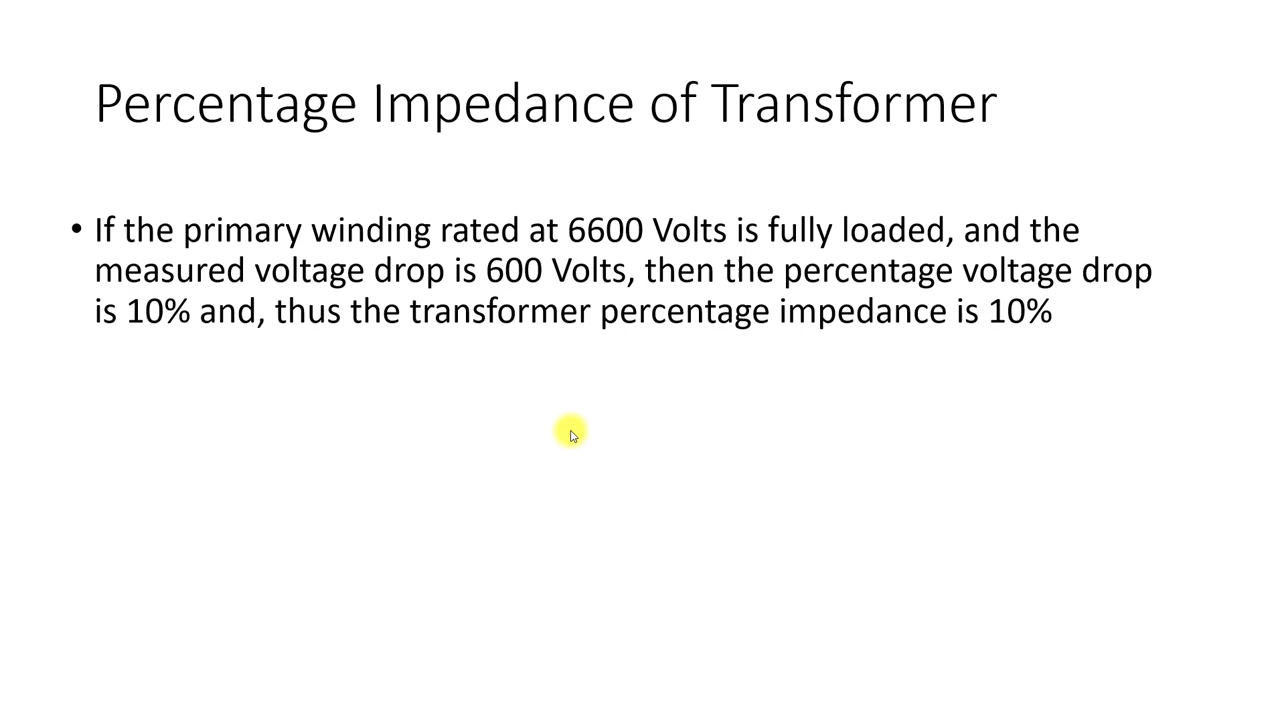 Percentage Impedance of Transformer
• If the primary winding rated at 6600 Volts is fully loaded, and the
measured voltage drop is 600 Volts, then the percentage voltage drop
is 10% and, thus the transformer percentage impedance is 10%